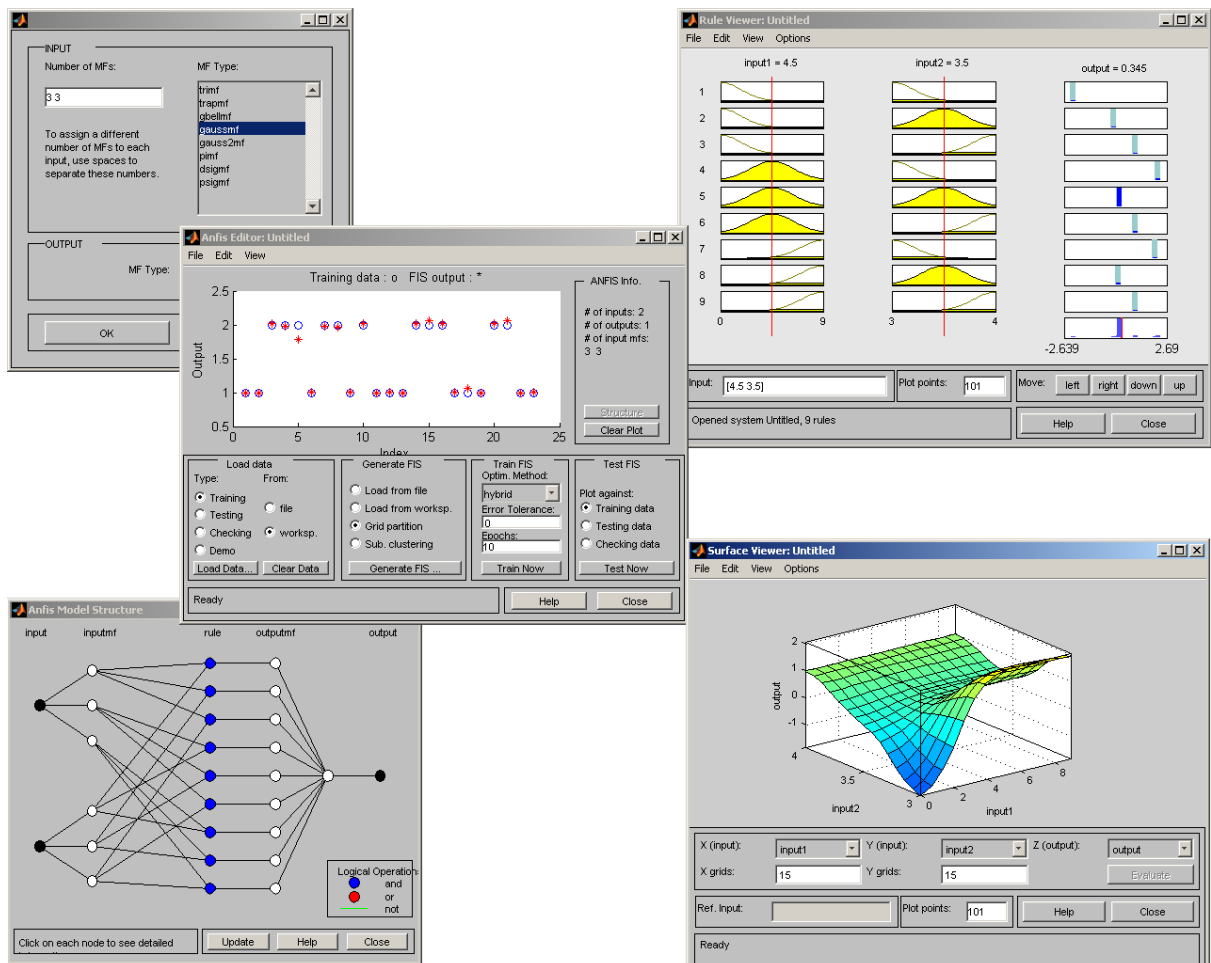 INPUT
Number of MFs:
MF Type:
3 3
trimf
trapmf
gbellmf
gaussmf
gauss2mf
pimf
dsigmf
psigmf
To assign a different
number of MFs to each
input, use spaces to
separate these numbers.
OUTPUT
MF Type:
OK
Rule Viewer: Untitled
File Edit View Options
input1 = 4.5
input2 = 3.5
output = 0.345
1
2
3
4
5
6
7
8
9
0 9
3 4
-2.639 2.69
Input:
[4.5 3.5]
Plot points:
101
Move:
left
right
down
up
Opened system Untitled, 9 rules
Help
Close
Anfis Editor: Untitled
File Edit View
Training data : o FIS output : *
2.5
2
1.5
1
0.5
0 5 10 15 20 25
Output
Index
ANFIS Info.
# of inputs: 2
# of outputs: 1
# of input mfs:
3 3
Structure
Clear Plot
Load data
Type:
From:
Training
Testing
Checking
Demo
file
worksp.
Load Data...
Clear Data
Generate FIS
Load from file
Load from worksp.
Grid partition
Sub. clustering
Generate FIS ...
Train FIS
Optim. Method:
hybrid
Error Tolerance:
0
Epochs:
10
Train Now
Test FIS
Plot against:
Training data
Testing data
Checking data
Test Now
Ready
Help
Close
Anfis Model Structure
input inputmf rule outputmf output
Logical Operation
and
or
not
Click on each node to see detailed
Update
Help
Close
Surface Viewer: Untitled
File Edit View Options
2
1
0
-1
output
4
3.5
3
input2
0
2
4
6
8
input1
X (input):
input1
Y (input):
input2
Z (output):
output
X grids:
15
Y grids:
15
Evaluate
Ref. Input:
Plot points:
101
Help
Close
Ready